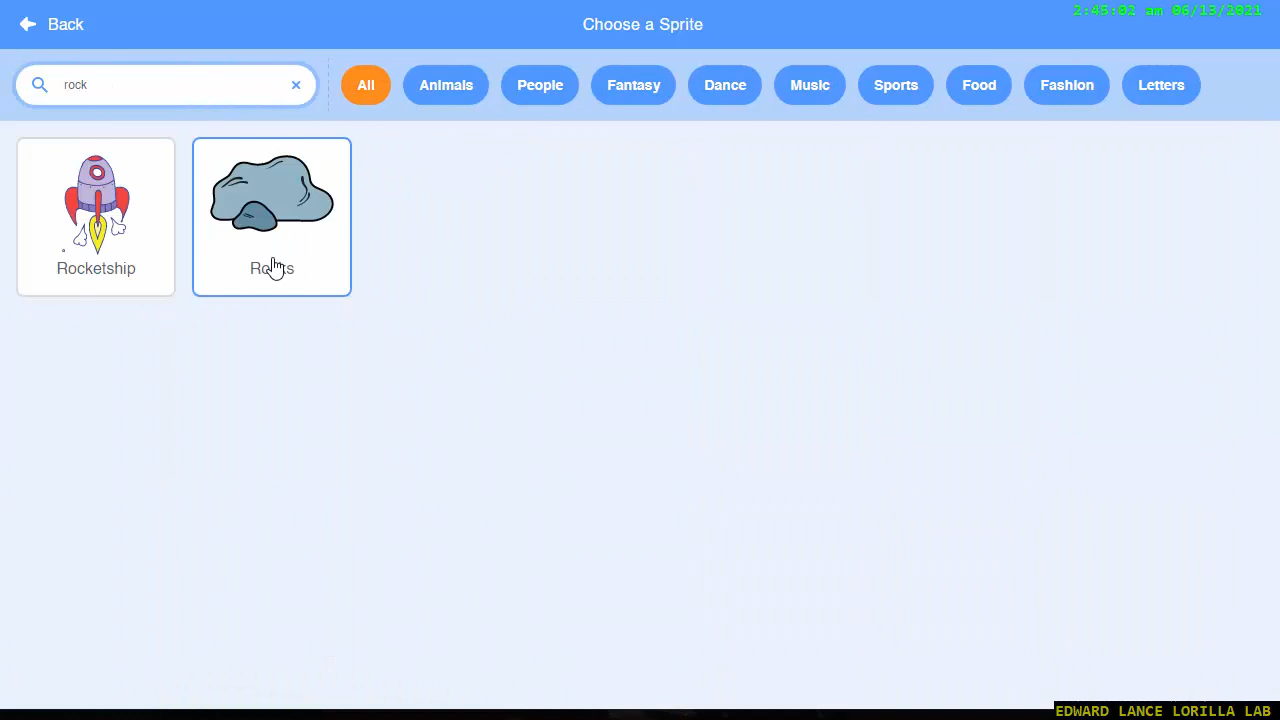 Back
Choose a Sprite
2:45:02 am 06/13/2021
rock
All
Animals
People
Fantasy
Dance
Music
Sports
Food
Fashion
Letters
Rocketship
EDWARD LANCE LORILLA LAB